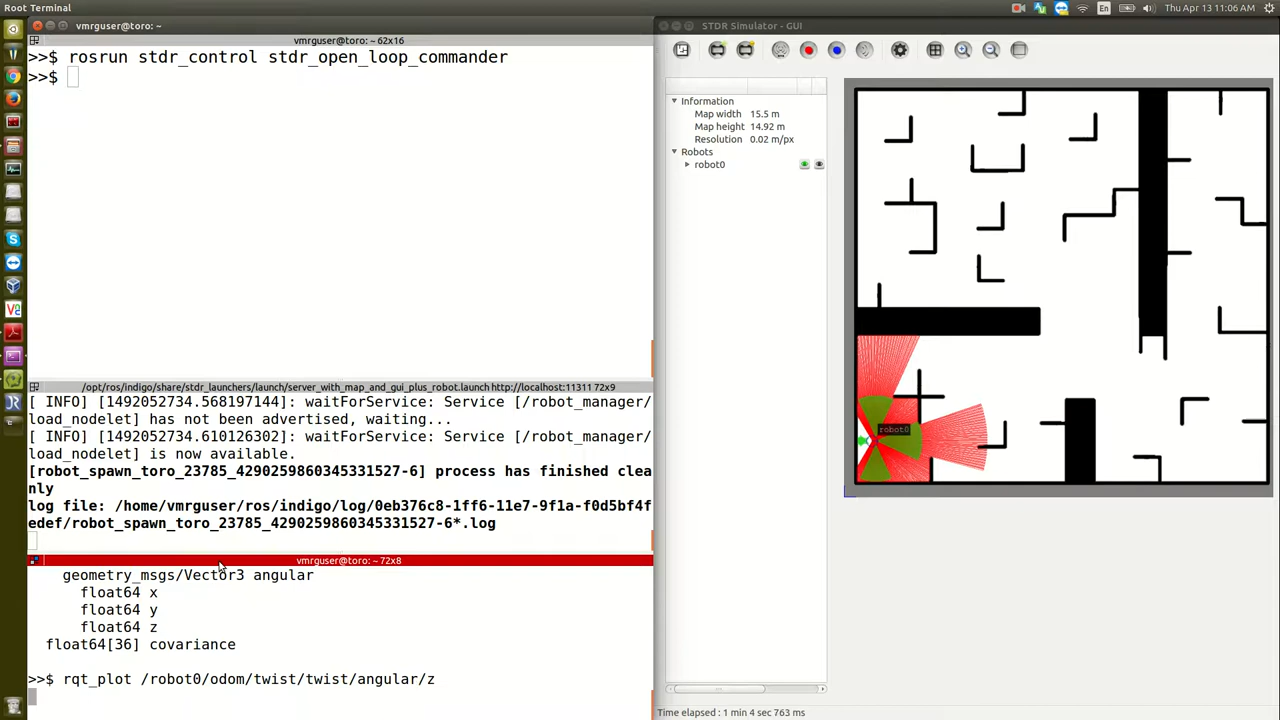 Root Terminal
En
Thu Apr 13 11:06 AM
vmrguser@toro: ~
vmrguser@toro: ~ 62x16
>>$ rosrun stdr_control stdr_open_loop_commander
>>$
/opt/ros/indigo/share/stdr_launchers/launch/server_with_map_and_gui_plus_robot.launch http://localhost:11311 72x9
[ INFO] [1492052734.568197144]: waitForService: Service [/robot_manager/
load_nodelet] has not been advertised, waiting...
[ INFO] [1492052734.610126302]: waitForService: Service [/robot_manager/
load_nodelet] is now available.
[robot_spawn_toro_23785_4290259860345331527-6] process has finished clea
nly
log file: /home/vmrguser/ros/indigo/log/0eb376c8-1ff6-11e7-9f1a-f0d5bf4f
edef/robot_spawn_toro_23785_4290259860345331527-6*.log
vmrguser@toro: ~ 72x8
geometry_msgs/Vector3 angular
float64 x
float64 y
float64 z
float64[36] covariance
>>$ rqt_plot /robot0/odom/twist/twist/angular/z
STDR Simulator - GUI
Information
Map width 15.5 m
Map height 14.92 m
Resolution 0.02 m/px
Robots
robot0
robot0
Time elapsed : 1 min 4 sec 763 ms